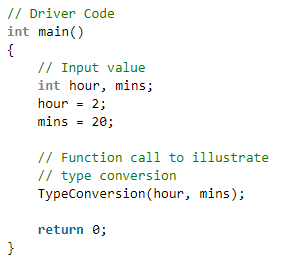 // Driver Code
int main()
{
    // Input value
    int hour, mins;
    hour = 2;
    mins = 20;

    // Function call to illustrate
    // type conversion
    TypeConversion(hour, mins);

    return 0;
}